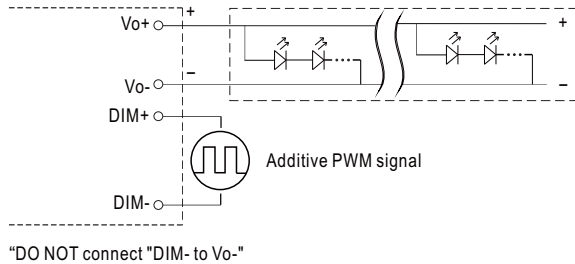 Vo+
+
+
Vo-
–
–
DIM+
Additive PWM signal
DIM-
“DO NOT connect "DIM- to Vo-"